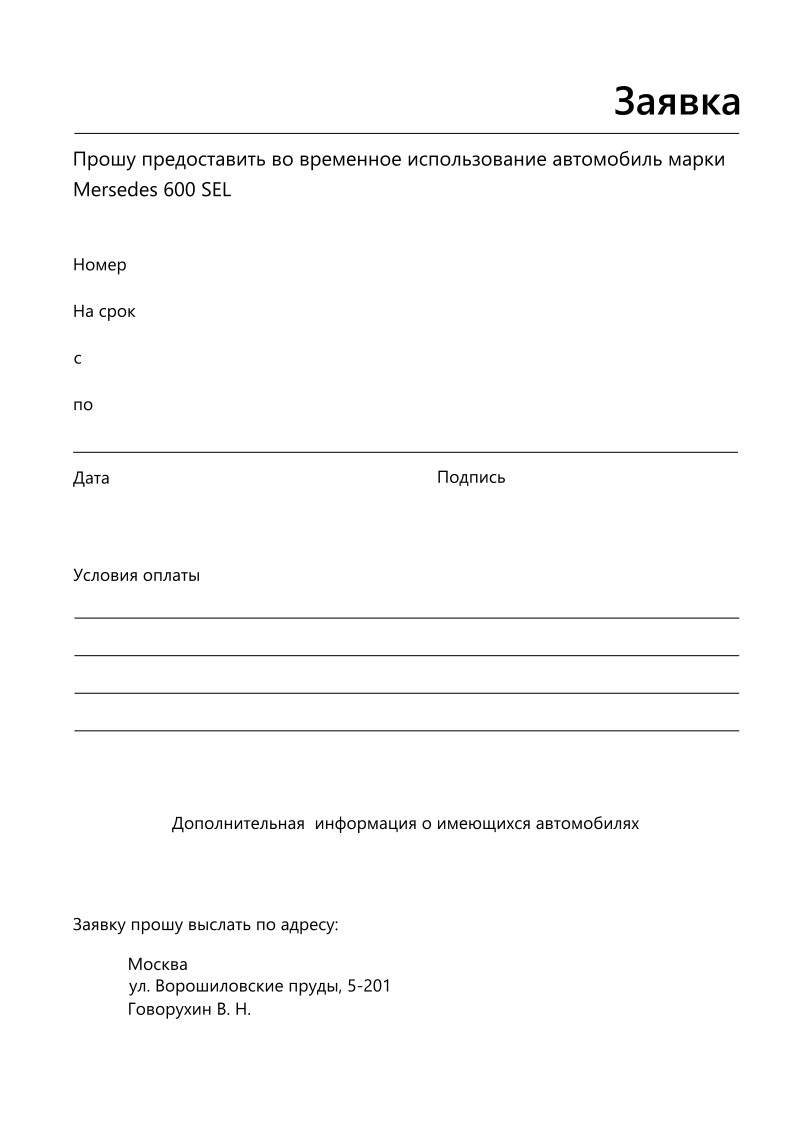 Заявка
Прошу предоставить во временное использование автомобиль марки
Mersedes 600 SEL
Номер
На срок
с
по
Дата Подпись
Условия оплаты
Дополнительная информация о имеющихся автомобилях
Заявку прошу выслать по адресу:
Москва
ул. Ворошиловские пруды, 5-201
Говорухин В. Н.